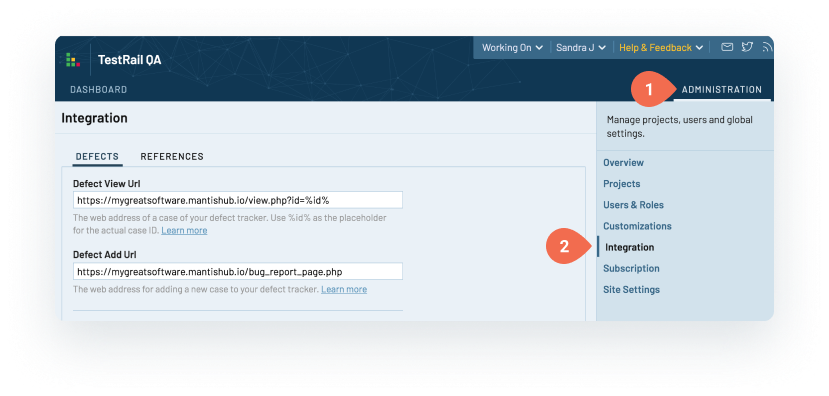 Working On Sandra J Help & Feedback
TestRail QA
DASHBOARD
1
ADMINISTRATION
Integration
DEFECTS REFERENCES
Defect View Url
https://mygreatsoftware.mantishub.io/view.php?id=%id%
The web address of a case of your defect tracker. Use %id% as the placeholder
for the actual case ID. Learn more
Defect Add Url
https://mygreatsoftware.mantishub.io/bug_report_page.php
The web address for adding a new case to your defect tracker. Learn more
Manage projects, users and global
settings.
Overview
Projects
Users & Roles
Customizations
2
Integration
Subscription
Site Settings